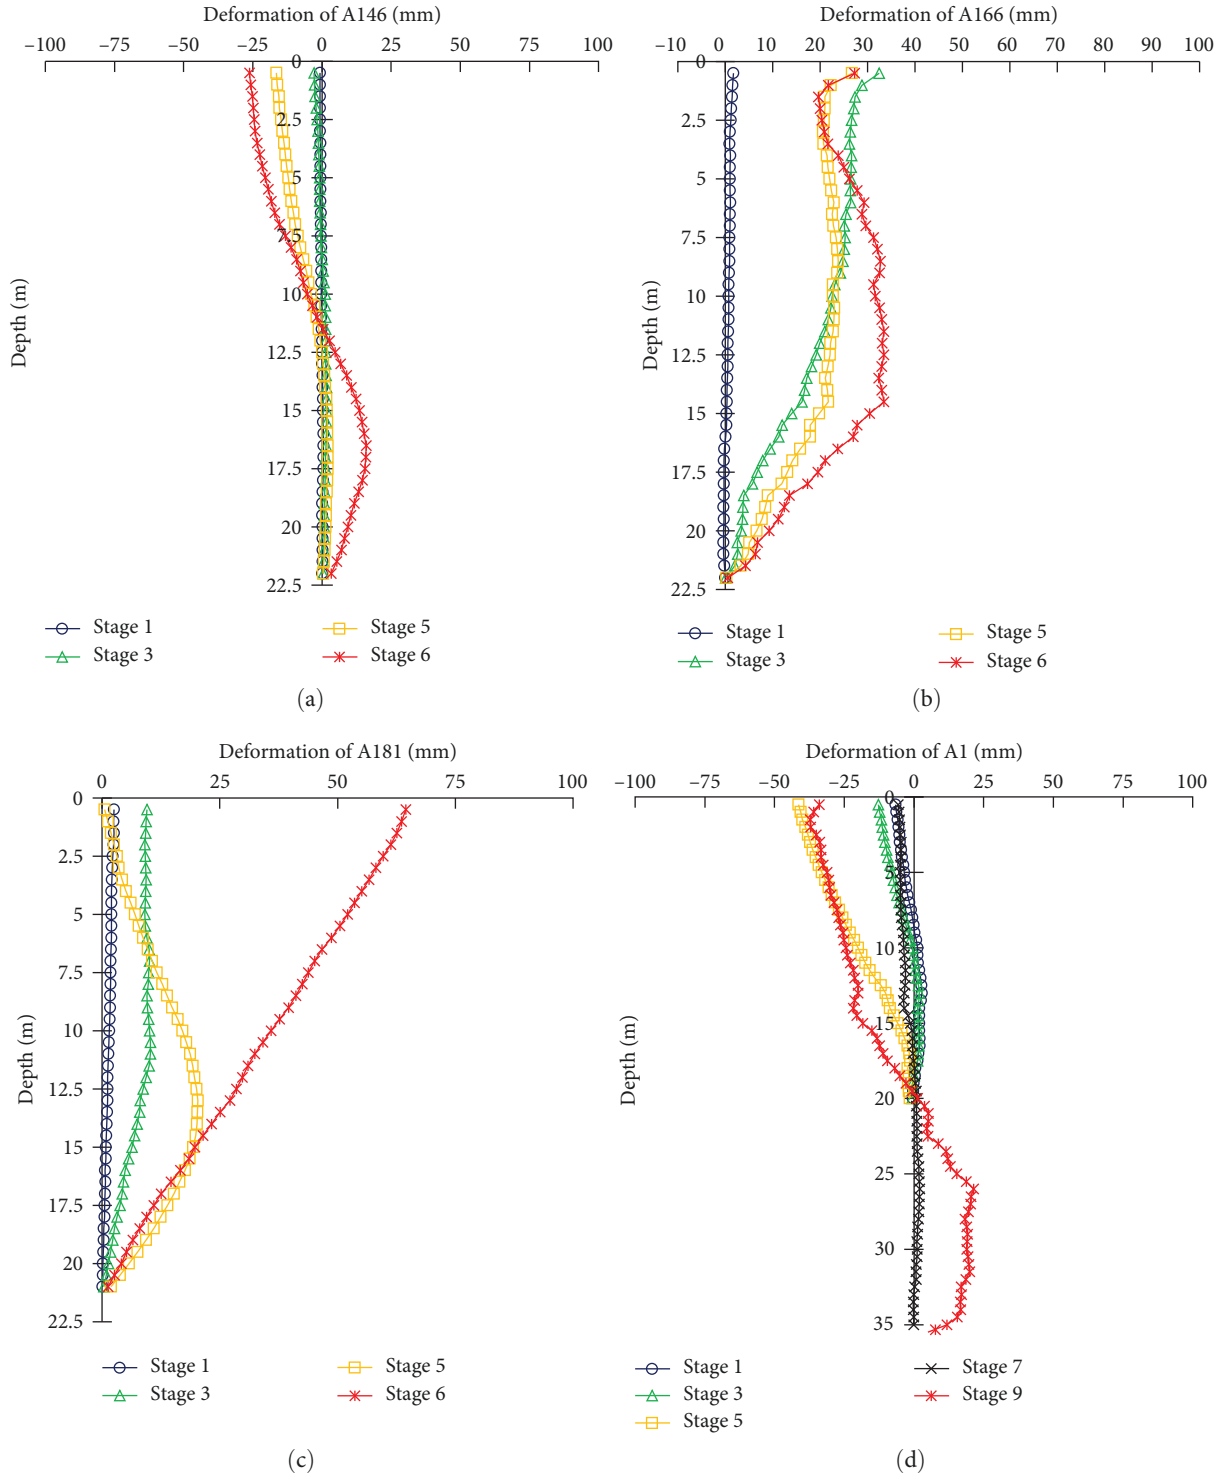 Deformation of A146 (mm)
−100 −75 −50 −25 0 25 50 75 100
0
2.5
5
7.5
10
12.5
15
17.5
20
22.5
Depth (m)
Stage 1
Stage 3
Stage 5
Stage 6
(a)
Deformation of A166 (mm)
−10 0 10 20 30 40 50 60 70 80 90 100
0
2.5
5
7.5
10
12.5
15
17.5
20
22.5
Depth (m)
Stage 1
Stage 3
Stage 5
Stage 6
(b)
Deformation of A181 (mm)
0 25 50 75 100
0
2.5
5
7.5
10
12.5
15
17.5
20
22.5
Depth (m)
Stage 1
Stage 3
Stage 5
Stage 6
(c)
Deformation of A1 (mm)
−100 −75 −50 −25 0 25 50 75 100
0
5
10
15
20
25
30
35
Depth (m)
Stage 1
Stage 3
Stage 5
Stage 7
Stage 9
(d)